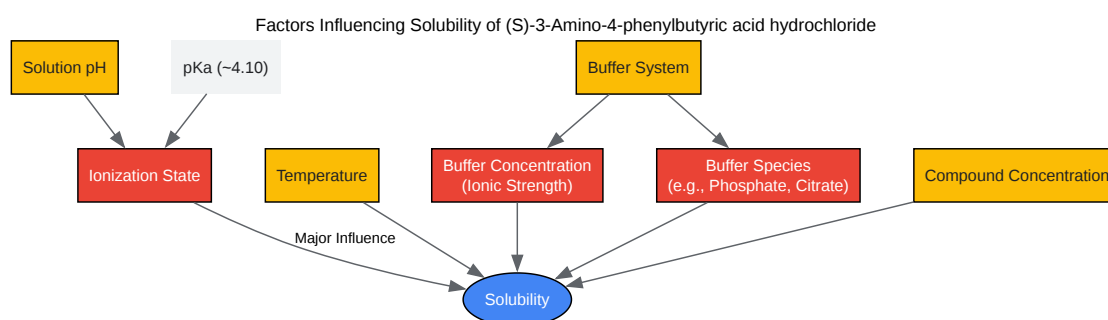 Factors Influencing Solubility of (S)-3-Amino-4-phenylbutyric acid hydrochloride
Solution pH
pKa (~4.10)
Buffer System
Ionization State
Temperature
Buffer Concentration
(Ionic Strength)
Buffer Species
(e.g., Phosphate, Citrate)
Compound Concentration
Major Influence
Solubility